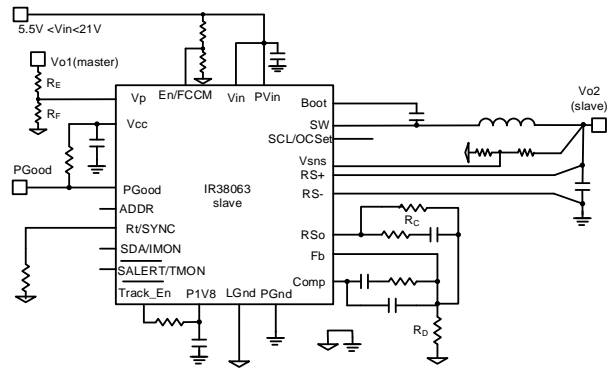 5.5V <Vin<21V
Vo1(master)
RE
RF
Vp
En/FCCM
Vin
PVin
Boot
SW
SCL/OCSet
Vsns
RS+
RS-
Vo2
(slave)
Vcc
PGood
PGood
IR38063
slave
ADDR
Rt/SYNC
SDA/IMON
SALERT/TMON
Track_En
P1V8
LGnd
PGnd
RSo
Fb
Comp
RC
RD